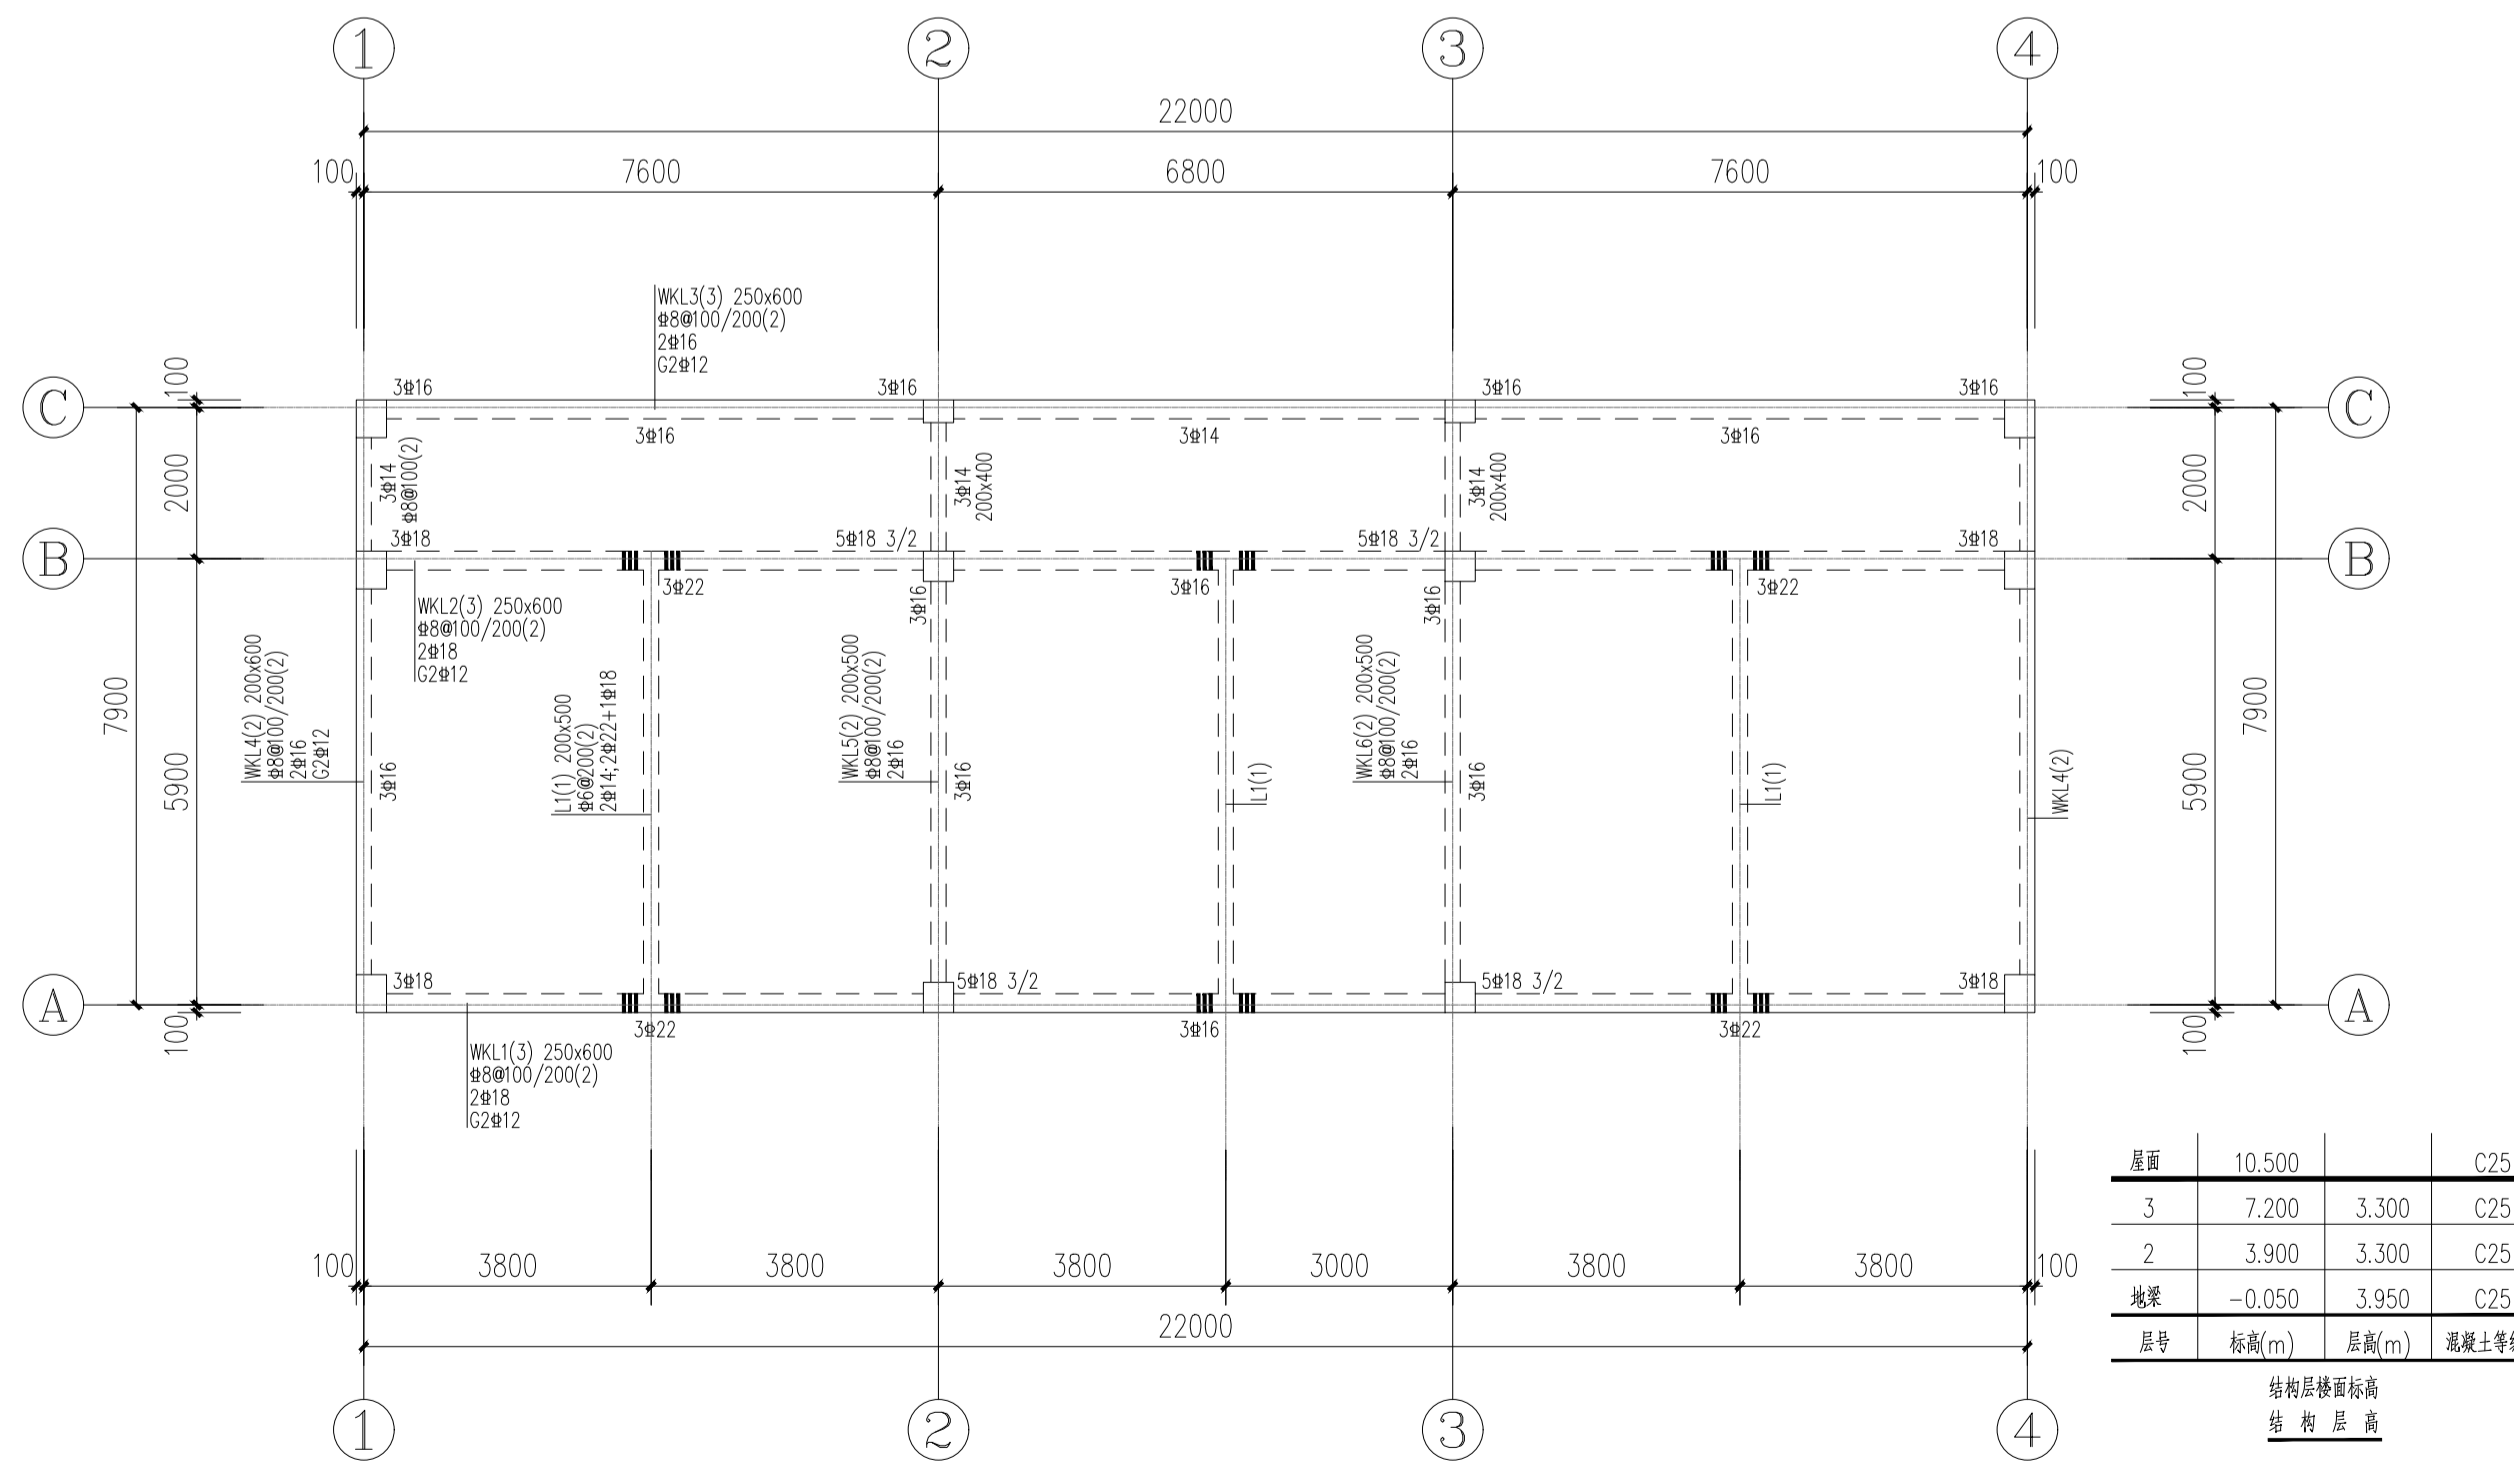 1
2
3
4
22000
100
7600
6800
7600
100
WKL3(3) 250x600
Φ8@100/200(2)
2Φ16
G2Φ12
100
100
C
3Φ16
3Φ16
3Φ16
3Φ16
C
3Φ16
3Φ14
3Φ16
2000
3Φ14
Φ8@100(2)
3Φ14
200x400
3Φ14
200x400
2000
B
3Φ18
5Φ18 3/2
5Φ18 3/2
3Φ18
B
3Φ22
3Φ16
3Φ22
3Φ16
3Φ16
WKL2(3) 250x600
Φ8@100/200(2)
2Φ18
G2Φ12
7900
5900
WKL4(2) 200x600
Φ8@100/200(2)
2Φ16
G2Φ12
3Φ16
L1(1) 200x500
Φ6@200(2)
2Φ14;2Φ22+1Φ18
WKL5(2) 200x500
Φ8@100/200(2)
2Φ16
3Φ16
L1(1)
WKL6(2) 200x500
Φ8@100/200(2)
2Φ16
3Φ16
L1(1)
WKL4(2)
5900
7900
3Φ18
5Φ18 3/2
5Φ18 3/2
3Φ18
A
A
3Φ22
3Φ16
3Φ22
100
100
WKL1(3) 250x600
Φ8@100/200(2)
2Φ18
G2Φ12
100
3800
3800
3800
3000
3800
3800
100
22000
1
2
3
4
屋面 10.500 C25
3 7.200 3.300 C25
2 3.900 3.300 C25
地梁 -0.050 3.950 C25
层号 标高(m) 层高(m) 混凝土等
结构层楼面标高
结 构 层 高